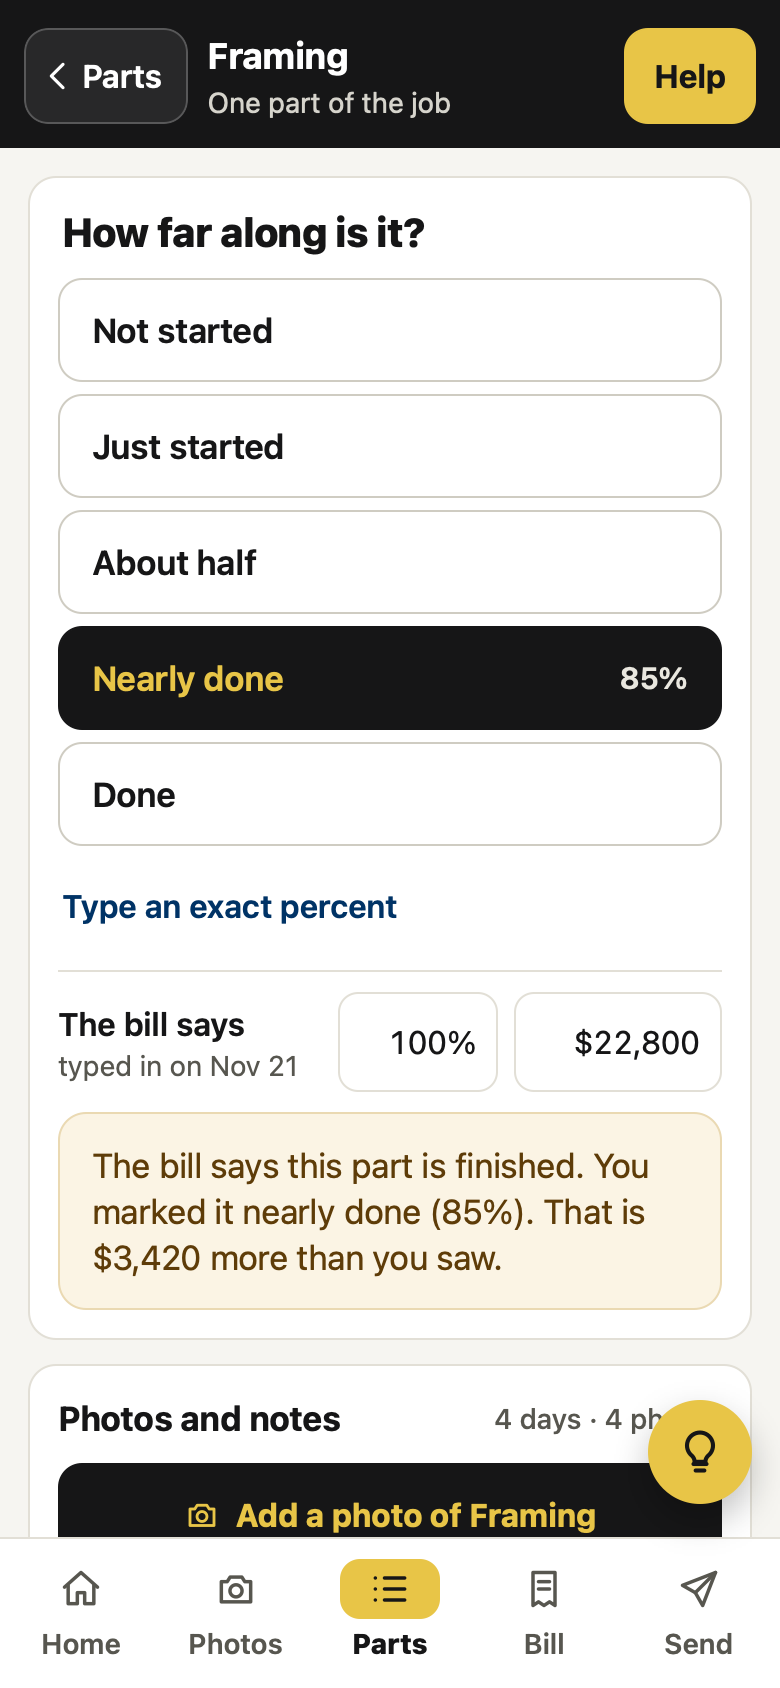 Parts
Framing
One part of the job
Help
How far along is it?
Not started
Just started
About half
Nearly done 85%
Done
Type an exact percent
The bill says
typed in on Nov 21
100% $22,800
The bill says this part is finished. You
marked it nearly done (85%). That is
$3,420 more than you saw.
Photos and notes 4 days · 4 ph
Add a photo of Framing
Home Photos Parts Bill Send